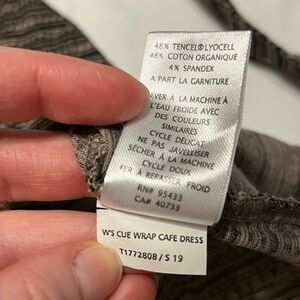 48% TENCEL®LYOCELL
48% COTON ORGANIQUE
4% SPANDEX
A PART LA GARNITURE
AVER À LA MACHINE À
L'EAU FROIDE AVEC
DES COULEURS
SIMILAIRES
CYCLE DÉLICAT
NE PAS JAVELLISER
SÉCHER À LA MACHINE
CYCLE DOUX
FER À REPASSER FROID
RN# 95433
CA# 40733
W'S CUE WRAP CAFE DRESS
T1772808 / S 19